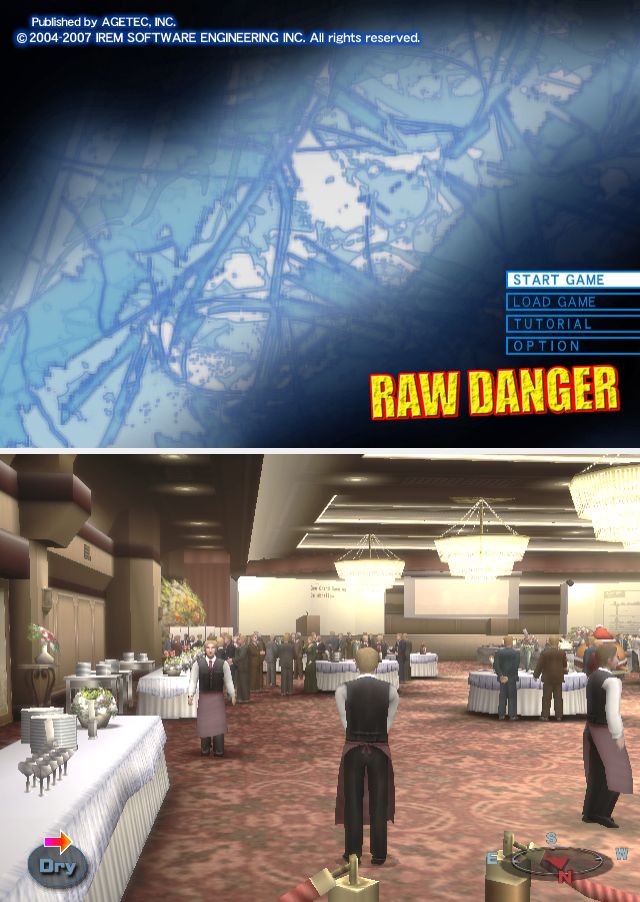 Published by AGETEC, INC.
© 2004-2007 IREM SOFTWARE ENGINEERING INC. All rights reserved.
START GAME
LOAD GAME
TUTORIAL
OPTION
RAW DANGER
Dry
S
E
W
N